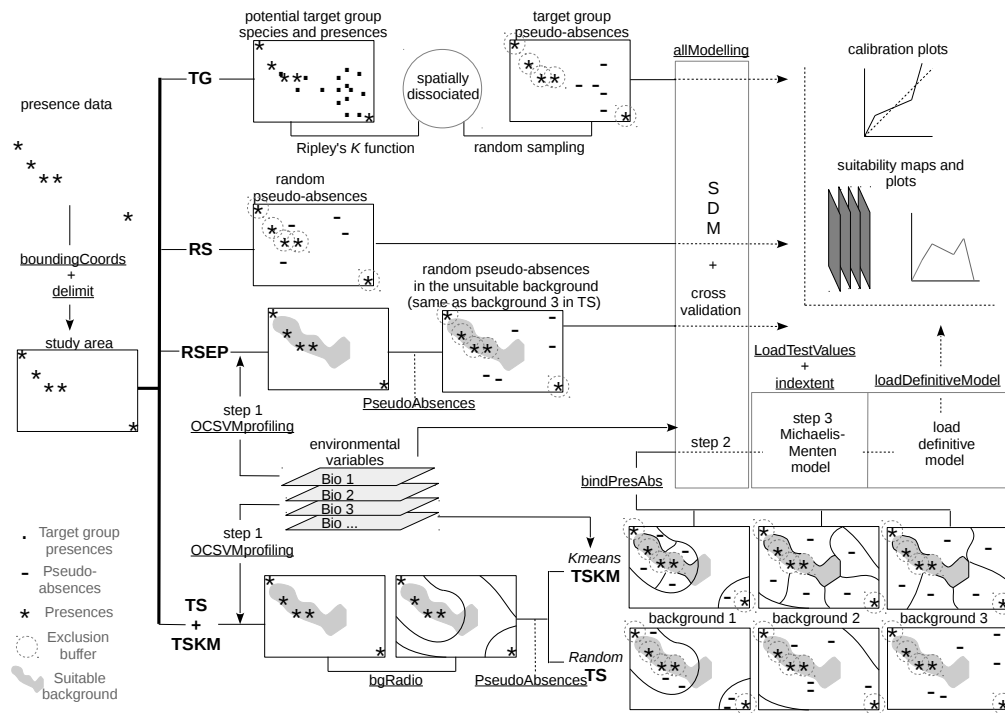 potential target group
species and presences
target group
pseudo-absences
allModelling
calibration plots
TG
spatially
dissociated
presence data
Ripley's K function
random sampling
suitability maps and
plots
random
pseudo-absences
S
D
M
+
cross
validation
RS
boundingCoords
+
delimit
random pseudo-absences
in the unsuitable background
(same as background 3 in TS)
study area
RSEP
LoadTestValues
+
indextent
loadDefinitiveModel
PseudoAbsences
step 1
OCSVMprofiling
environmental
variables
step 2
step 3
Michaelis-
Menten
model
load
definitive
model
Bio 1
Bio 2
Bio 3
Bio ...
bindPresAbs
step 1
OCSVMprofiling
Target group
presences
Pseudo-
absences
Presences
Exclusion
buffer
Suitable
background
Kmeans
TSKM
TS
+
TSKM
background 1
background 2
background 3
Random
TS
bgRadio
PseudoAbsences